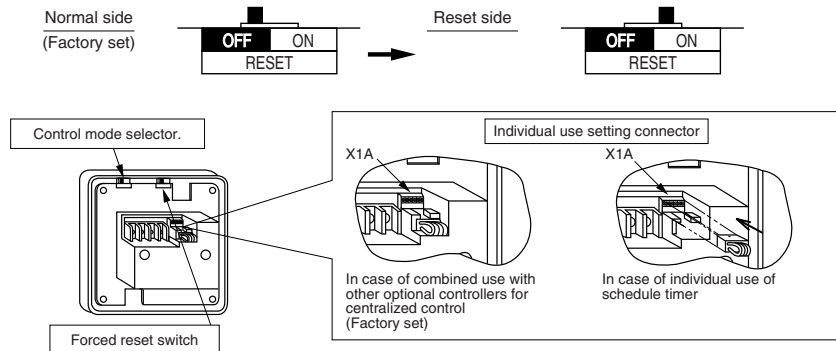 Normal side
(Factory set)
OFF ON
RESET
Reset side
OFF ON
RESET
Control mode selector.
Forced reset switch
Individual use setting connector
X1A
In case of combined use with
other optional controllers for
centralized control
(Factory set)
X1A
In case of individual use of
schedule timer